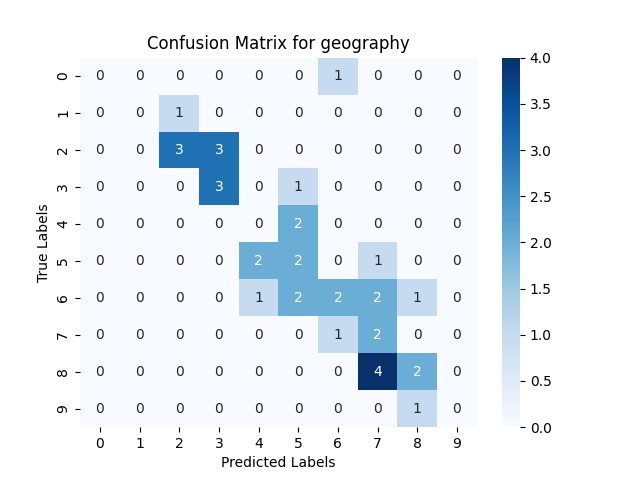 Confusion Matrix for geography
True Labels
0 0 0 0 0 0 0 1 0 0 0
1 0 0 1 0 0 0 0 0 0 0
2 0 0 3 3 0 0 0 0 0 0
3 0 0 0 3 0 1 0 0 0 0
4 0 0 0 0 0 2 0 0 0 0
5 0 0 0 0 2 2 0 1 0 0
6 0 0 0 0 1 2 2 2 1 0
7 0 0 0 0 0 0 1 2 0 0
8 0 0 0 0 0 0 0 4 2 0
9 0 0 0 0 0 0 0 0 1 0
0 1 2 3 4 5 6 7 8 9
Predicted Labels
4.0
3.5
3.0
2.5
2.0
1.5
1.0
0.5
0.0